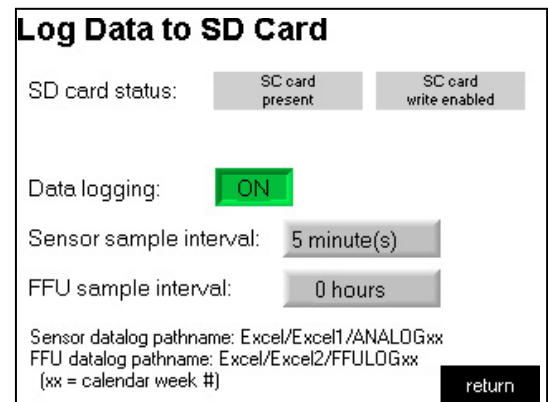 Log Data to SD Card
SD card status:
SC card
present
SC card
write enabled
Data logging:
ON
Sensor sample interval:
5 minute(s)
FFU sample interval:
0 hours
Sensor datalog pathname: Excel/Excel1/ANALOGxx
FFU datalog pathname: Excel/Excel2/FFULOGxx
(xx = calendar week #)
return